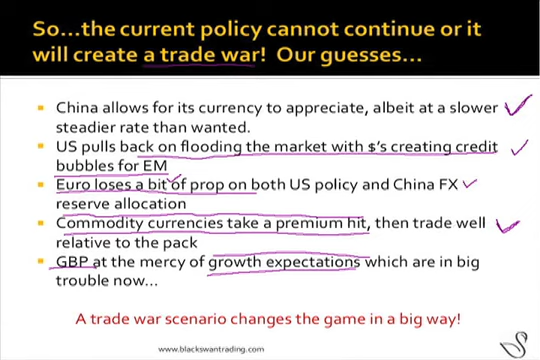 So...the current policy cannot continue or it
will create a trade war! Our guesses...
China allows for its currency to appreciate, albeit at a slower
steadier rate than wanted.
US pulls back on flooding the market with $'s creating credit
bubbles for EM
Euro loses a bit of prop on both US policy and China FX
reserve allocation
Commodity currencies take a premium hit, then trade well
relative to the pack
GBP at the mercy of growth expectations which are in big
trouble now...
A trade war scenario changes the game in a big way!
www.blackswantrading.com